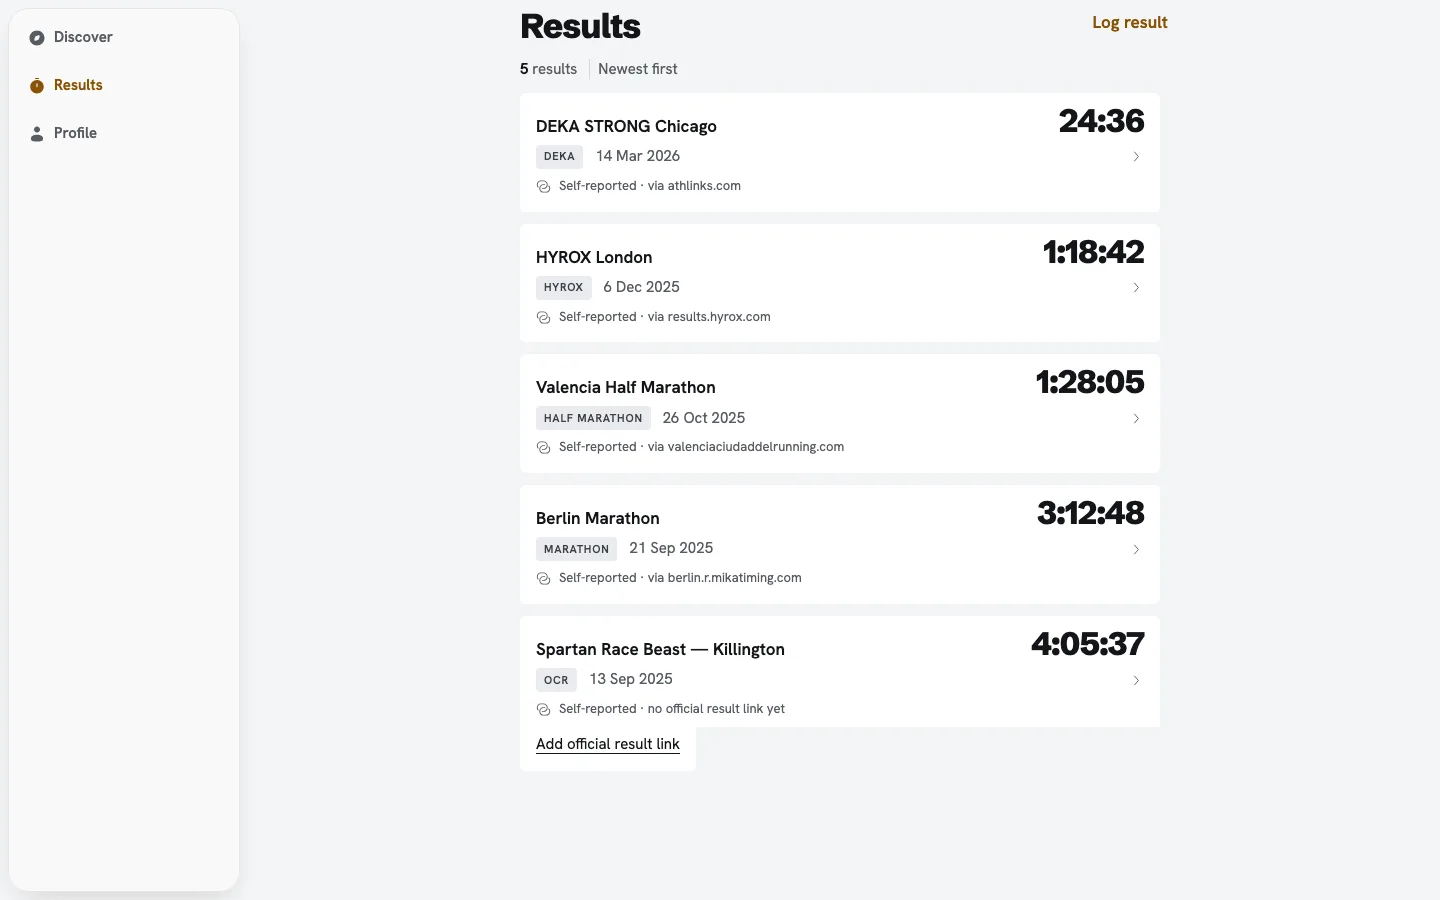 Discover
Results
Profile
Results
Log result
5 results
Newest first
DEKA STRONG Chicago
24:36
DEKA
14 Mar 2026
Self-reported · via athlinks.com
HYROX London
1:18:42
HYROX
6 Dec 2025
Self-reported · via results.hyrox.com
Valencia Half Marathon
1:28:05
HALF MARATHON
26 Oct 2025
Self-reported · via valenciaciudaddelrunning.com
Berlin Marathon
3:12:48
MARATHON
21 Sep 2025
Self-reported · via berlin.r.mikatiming.com
Spartan Race Beast — Killington
4:05:37
OCR
13 Sep 2025
Self-reported · no official result link yet
Add official result link